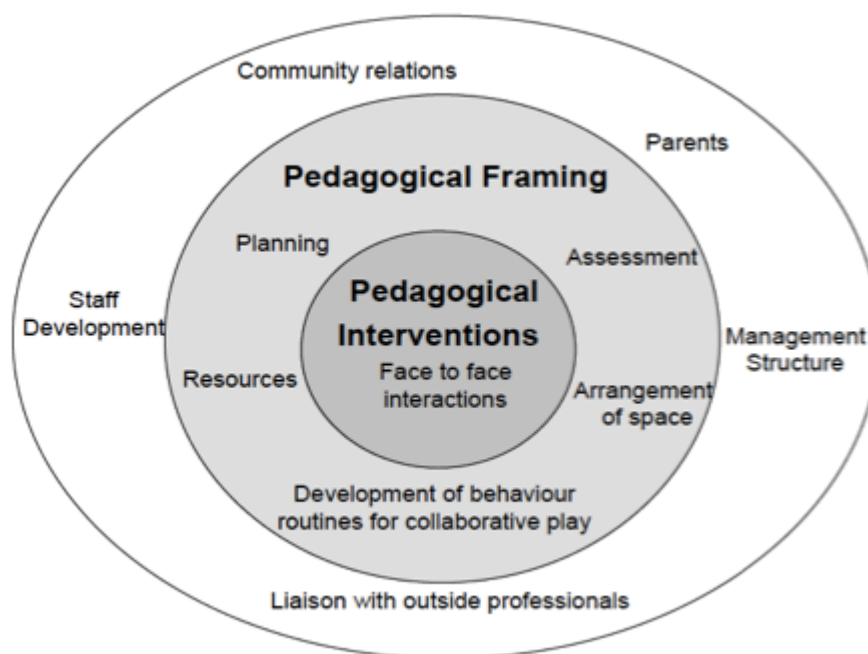 Community relations
Parents
Pedagogical Framing
Planning
Assessment
Pedagogical
Interventions
Face to face
interactions
Staff
Development
Management
Structure
Resources
Arrangement
of space
Development of behaviour
routines for collaborative play
Liaison with outside professionals